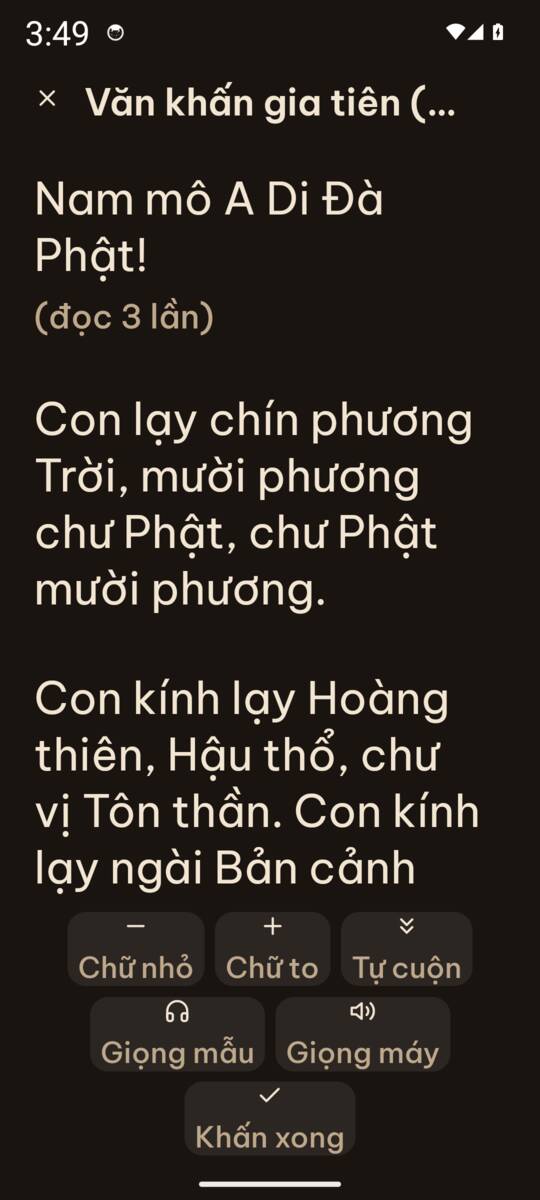 3:49
Văn khấn gia tiên (...
Nam mô A Di Đà
Phật!
(đọc 3 lần)
Con lạy chín phương
Trời, mười phương
chư Phật, chư Phật
mười phương.
Con kính lạy Hoàng
thiên, Hậu thổ, chư
vị Tôn thần. Con kính
lạy ngài Bản cảnh
Chữ nhỏ
Chữ to
Tự cuộn
Giọng mẫu
Giọng máy
Khấn xong